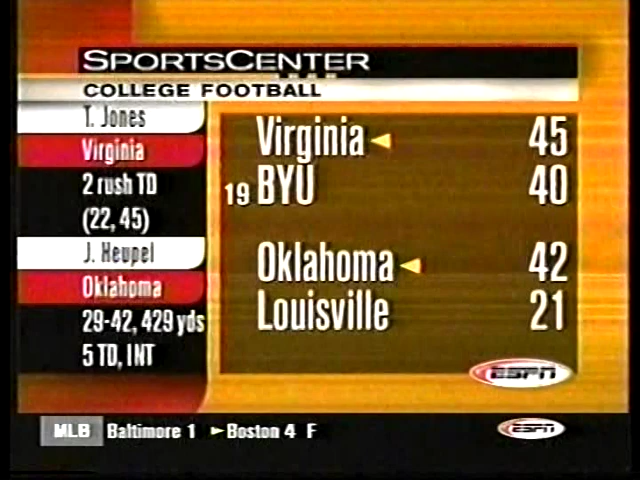 SPORTSCENTER
COLLEGE FOOTBALL
T. Jones
Virginia
2 rush TD
(22, 45)
J. Heupel
Oklahoma
29-42, 429 yds
5 TD, INT
Virginia 45
19 BYU 40
Oklahoma 42
Louisville 21
ESPN
MLB Baltimore 1 Boston 4 F
ESPN